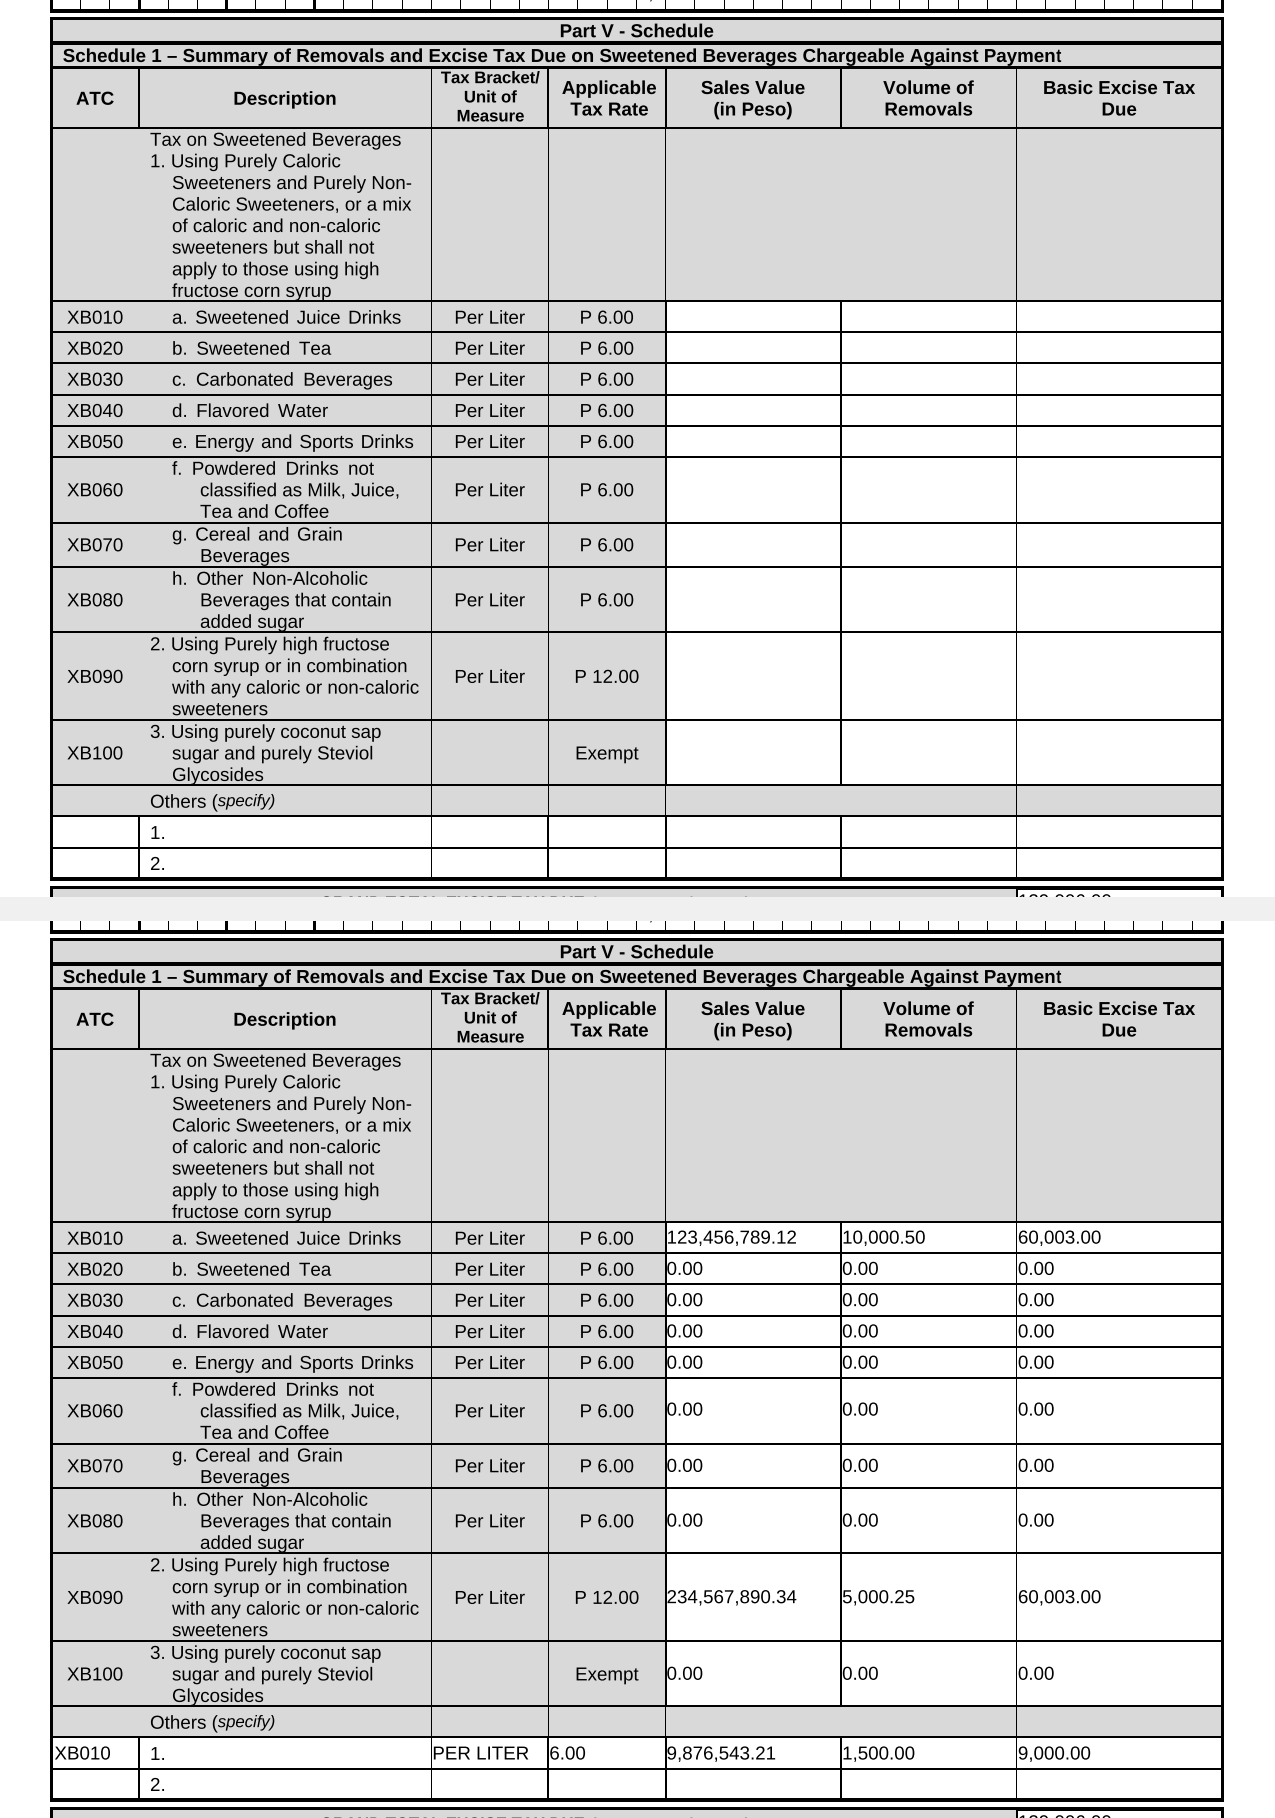 Part V - Schedule
Schedule 1 – Summary of Removals and Excise Tax Due on Sweetened Beverages Chargeable Against Payment
ATC Description Tax Bracket/ Unit of Measure Applicable Tax Rate Sales Value (in Peso) Volume of Removals Basic Excise Tax Due
Tax on Sweetened Beverages
1. Using Purely Caloric
Sweeteners and Purely Non-
Caloric Sweeteners, or a mix
of caloric and non-caloric
sweeteners but shall not
apply to those using high
fructose corn syrup
XB010 a. Sweetened Juice Drinks Per Liter P 6.00
XB020 b. Sweetened Tea Per Liter P 6.00
XB030 c. Carbonated Beverages Per Liter P 6.00
XB040 d. Flavored Water Per Liter P 6.00
XB050 e. Energy and Sports Drinks Per Liter P 6.00
f. Powdered Drinks not
XB060 classified as Milk, Juice, Per Liter P 6.00
Tea and Coffee
XB070 g. Cereal and Grain Per Liter P 6.00
Beverages
h. Other Non-Alcoholic
XB080 Beverages that contain Per Liter P 6.00
added sugar
2. Using Purely high fructose
XB090 corn syrup or in combination Per Liter P 12.00
with any caloric or non-caloric
sweeteners
3. Using purely coconut sap
XB100 sugar and purely Steviol Exempt
Glycosides
Others (specify)
1.
2.
Part V - Schedule
Schedule 1 – Summary of Removals and Excise Tax Due on Sweetened Beverages Chargeable Against Payment
ATC Description Tax Bracket/ Unit of Measure Applicable Tax Rate Sales Value (in Peso) Volume of Removals Basic Excise Tax Due
Tax on Sweetened Beverages
1. Using Purely Caloric
Sweeteners and Purely Non-
Caloric Sweeteners, or a mix
of caloric and non-caloric
sweeteners but shall not
apply to those using high
fructose corn syrup
XB010 a. Sweetened Juice Drinks Per Liter P 6.00 123,456,789.12 10,000.50 60,003.00
XB020 b. Sweetened Tea Per Liter P 6.00 0.00 0.00 0.00
XB030 c. Carbonated Beverages Per Liter P 6.00 0.00 0.00 0.00
XB040 d. Flavored Water Per Liter P 6.00 0.00 0.00 0.00
XB050 e. Energy and Sports Drinks Per Liter P 6.00 0.00 0.00 0.00
f. Powdered Drinks not
XB060 classified as Milk, Juice, Per Liter P 6.00 0.00 0.00 0.00
Tea and Coffee
XB070 g. Cereal and Grain Per Liter P 6.00 0.00 0.00 0.00
Beverages
h. Other Non-Alcoholic
XB080 Beverages that contain Per Liter P 6.00 0.00 0.00 0.00
added sugar
2. Using Purely high fructose
XB090 corn syrup or in combination Per Liter P 12.00 234,567,890.34 5,000.25 60,003.00
with any caloric or non-caloric
sweeteners
3. Using purely coconut sap
XB100 sugar and purely Steviol Exempt 0.00 0.00 0.00
Glycosides
Others (specify)
XB010 1. PER LITER 6.00 9,876,543.21 1,500.00 9,000.00
2.